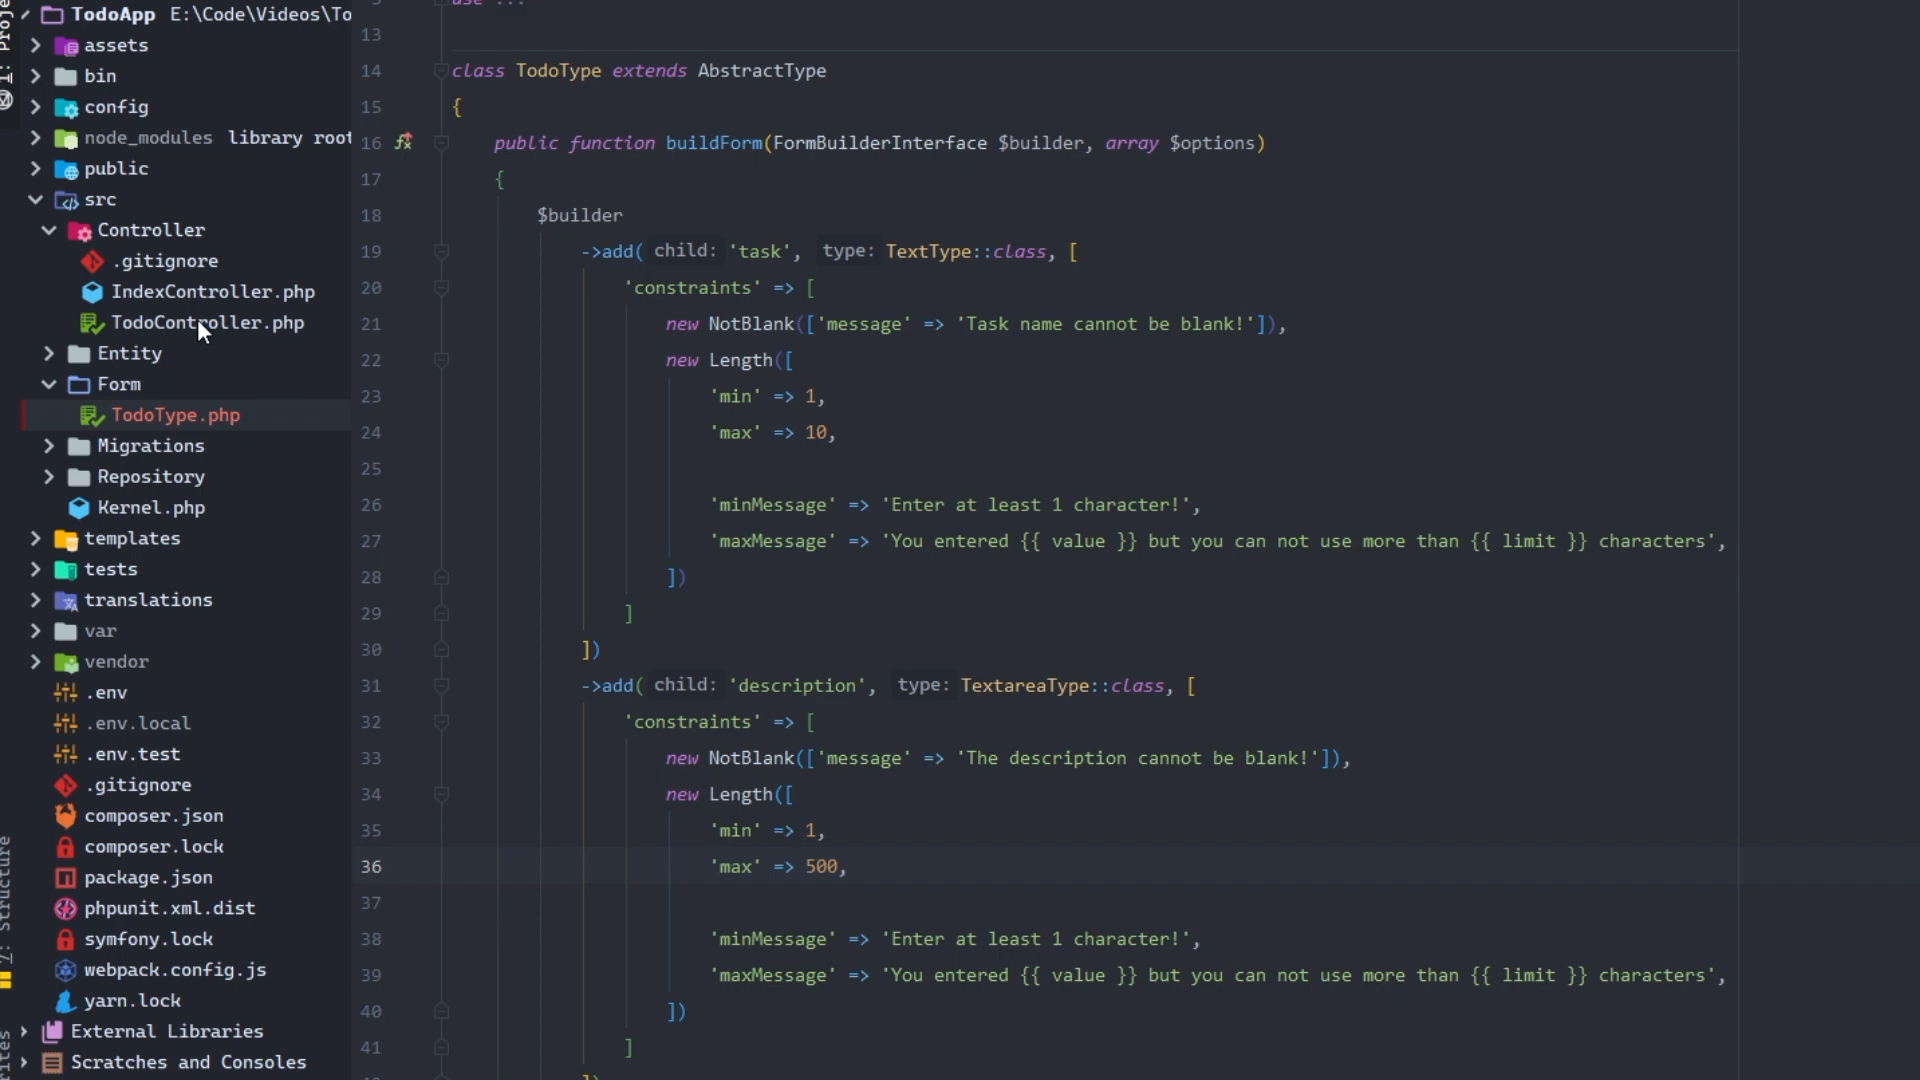 TodoApp E:\Code\Videos\To
assets
bin
config
node_modules library root
public
src
Controller
.gitignore
IndexController.php
TodoController.php
Entity
Form
TodoType.php
Migrations
Repository
Kernel.php
templates
tests
translations
var
vendor
.env
.env.local
.env.test
.gitignore
composer.json
composer.lock
package.json
phpunit.xml.dist
symfony.lock
webpack.config.js
yarn.lock
External Libraries
Scratches and Consoles
1: Proje
7: Structure
rites
use ...
13
14 class TodoType extends AbstractType
15 {
16 public function buildForm(FormBuilderInterface $builder, array $options)
17 {
18 $builder
19 ->add( child: 'task', type: TextType::class, [
20 'constraints' => [
21 new NotBlank(['message' => 'Task name cannot be blank!']),
22 new Length([
23 'min' => 1,
24 'max' => 10,
25
26 'minMessage' => 'Enter at least 1 character!',
27 'maxMessage' => 'You entered {{ value }} but you can not use more than {{ limit }} characters',
28 ])
29 ]
30 ])
31 ->add( child: 'description', type: TextareaType::class, [
32 'constraints' => [
33 new NotBlank(['message' => 'The description cannot be blank!']),
34 new Length([
35 'min' => 1,
36 'max' => 500,
37
38 'minMessage' => 'Enter at least 1 character!',
39 'maxMessage' => 'You entered {{ value }} but you can not use more than {{ limit }} characters',
40 ])
41 ]